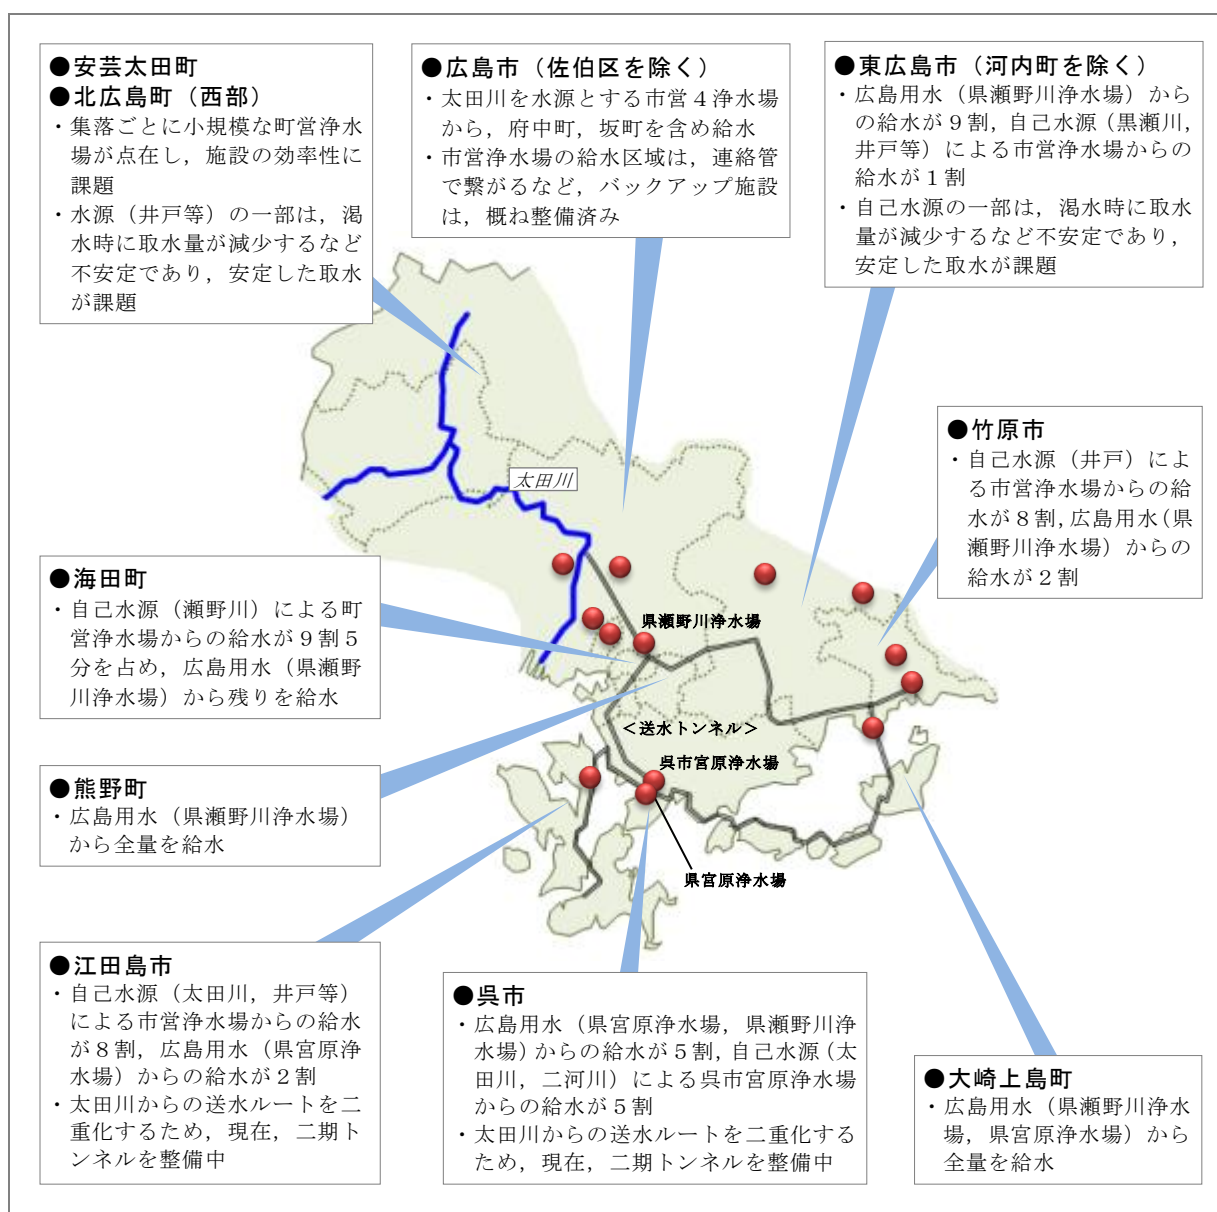 ●安芸太田町
●北広島町（西部）
・集落ごとに小規模な町営浄水
場が点在し，施設の効率性に
課題
・水源（井戸等）の一部は，渇
水時に取水量が減少するなど
不安定であり，安定した取水
が課題
●広島市（佐伯区を除く）
・太田川を水源とする市営４浄水場
から，府中町，坂町を含め給水
・市営浄水場の給水区域は，連絡管
で繋がるなど，バックアップ施設
は，概ね整備済み
●東広島市（河内町を除く）
・広島用水（県瀬野川浄水場）から
の給水が９割，自己水源（黒瀬川，
井戸等）による市営浄水場からの
給水が１割
・自己水源の一部は，渇水時に取水
量が減少するなど不安定であり，
安定した取水が課題
●竹原市
・自己水源（井戸）によ
る市営浄水場からの給
水が８割，広島用水（県
瀬野川浄水場）からの
給水が２割
太田川
●海田町
・自己水源（瀬野川）による町
営浄水場からの給水が９割５
分を占め，広島用水（県瀬野
川浄水場）から残りを給水
県瀬野川浄水場
＜送水トンネル＞
呉市宮原浄水場
県宮原浄水場
●熊野町
・広島用水（県瀬野川浄水場）
から全量を給水
●江田島市
・自己水源（太田川，井戸等）
による市営浄水場からの給水
が８割，広島用水（県宮原浄
水場）からの給水が２割
・太田川からの送水ルートを二
重化するため，現在，二期ト
ンネルを整備中
●呉市
・広島用水（県宮原浄水場，県瀬野川浄
水場）からの給水が５割，自己水源（太
田川，二河川）による呉市宮原浄水場
からの給水が５割
・太田川からの送水ルートを二重化する
ため，現在，二期トンネルを整備中
●大崎上島町
・広島用水（県瀬野川浄水
場，県宮原浄水場）から
全量を給水